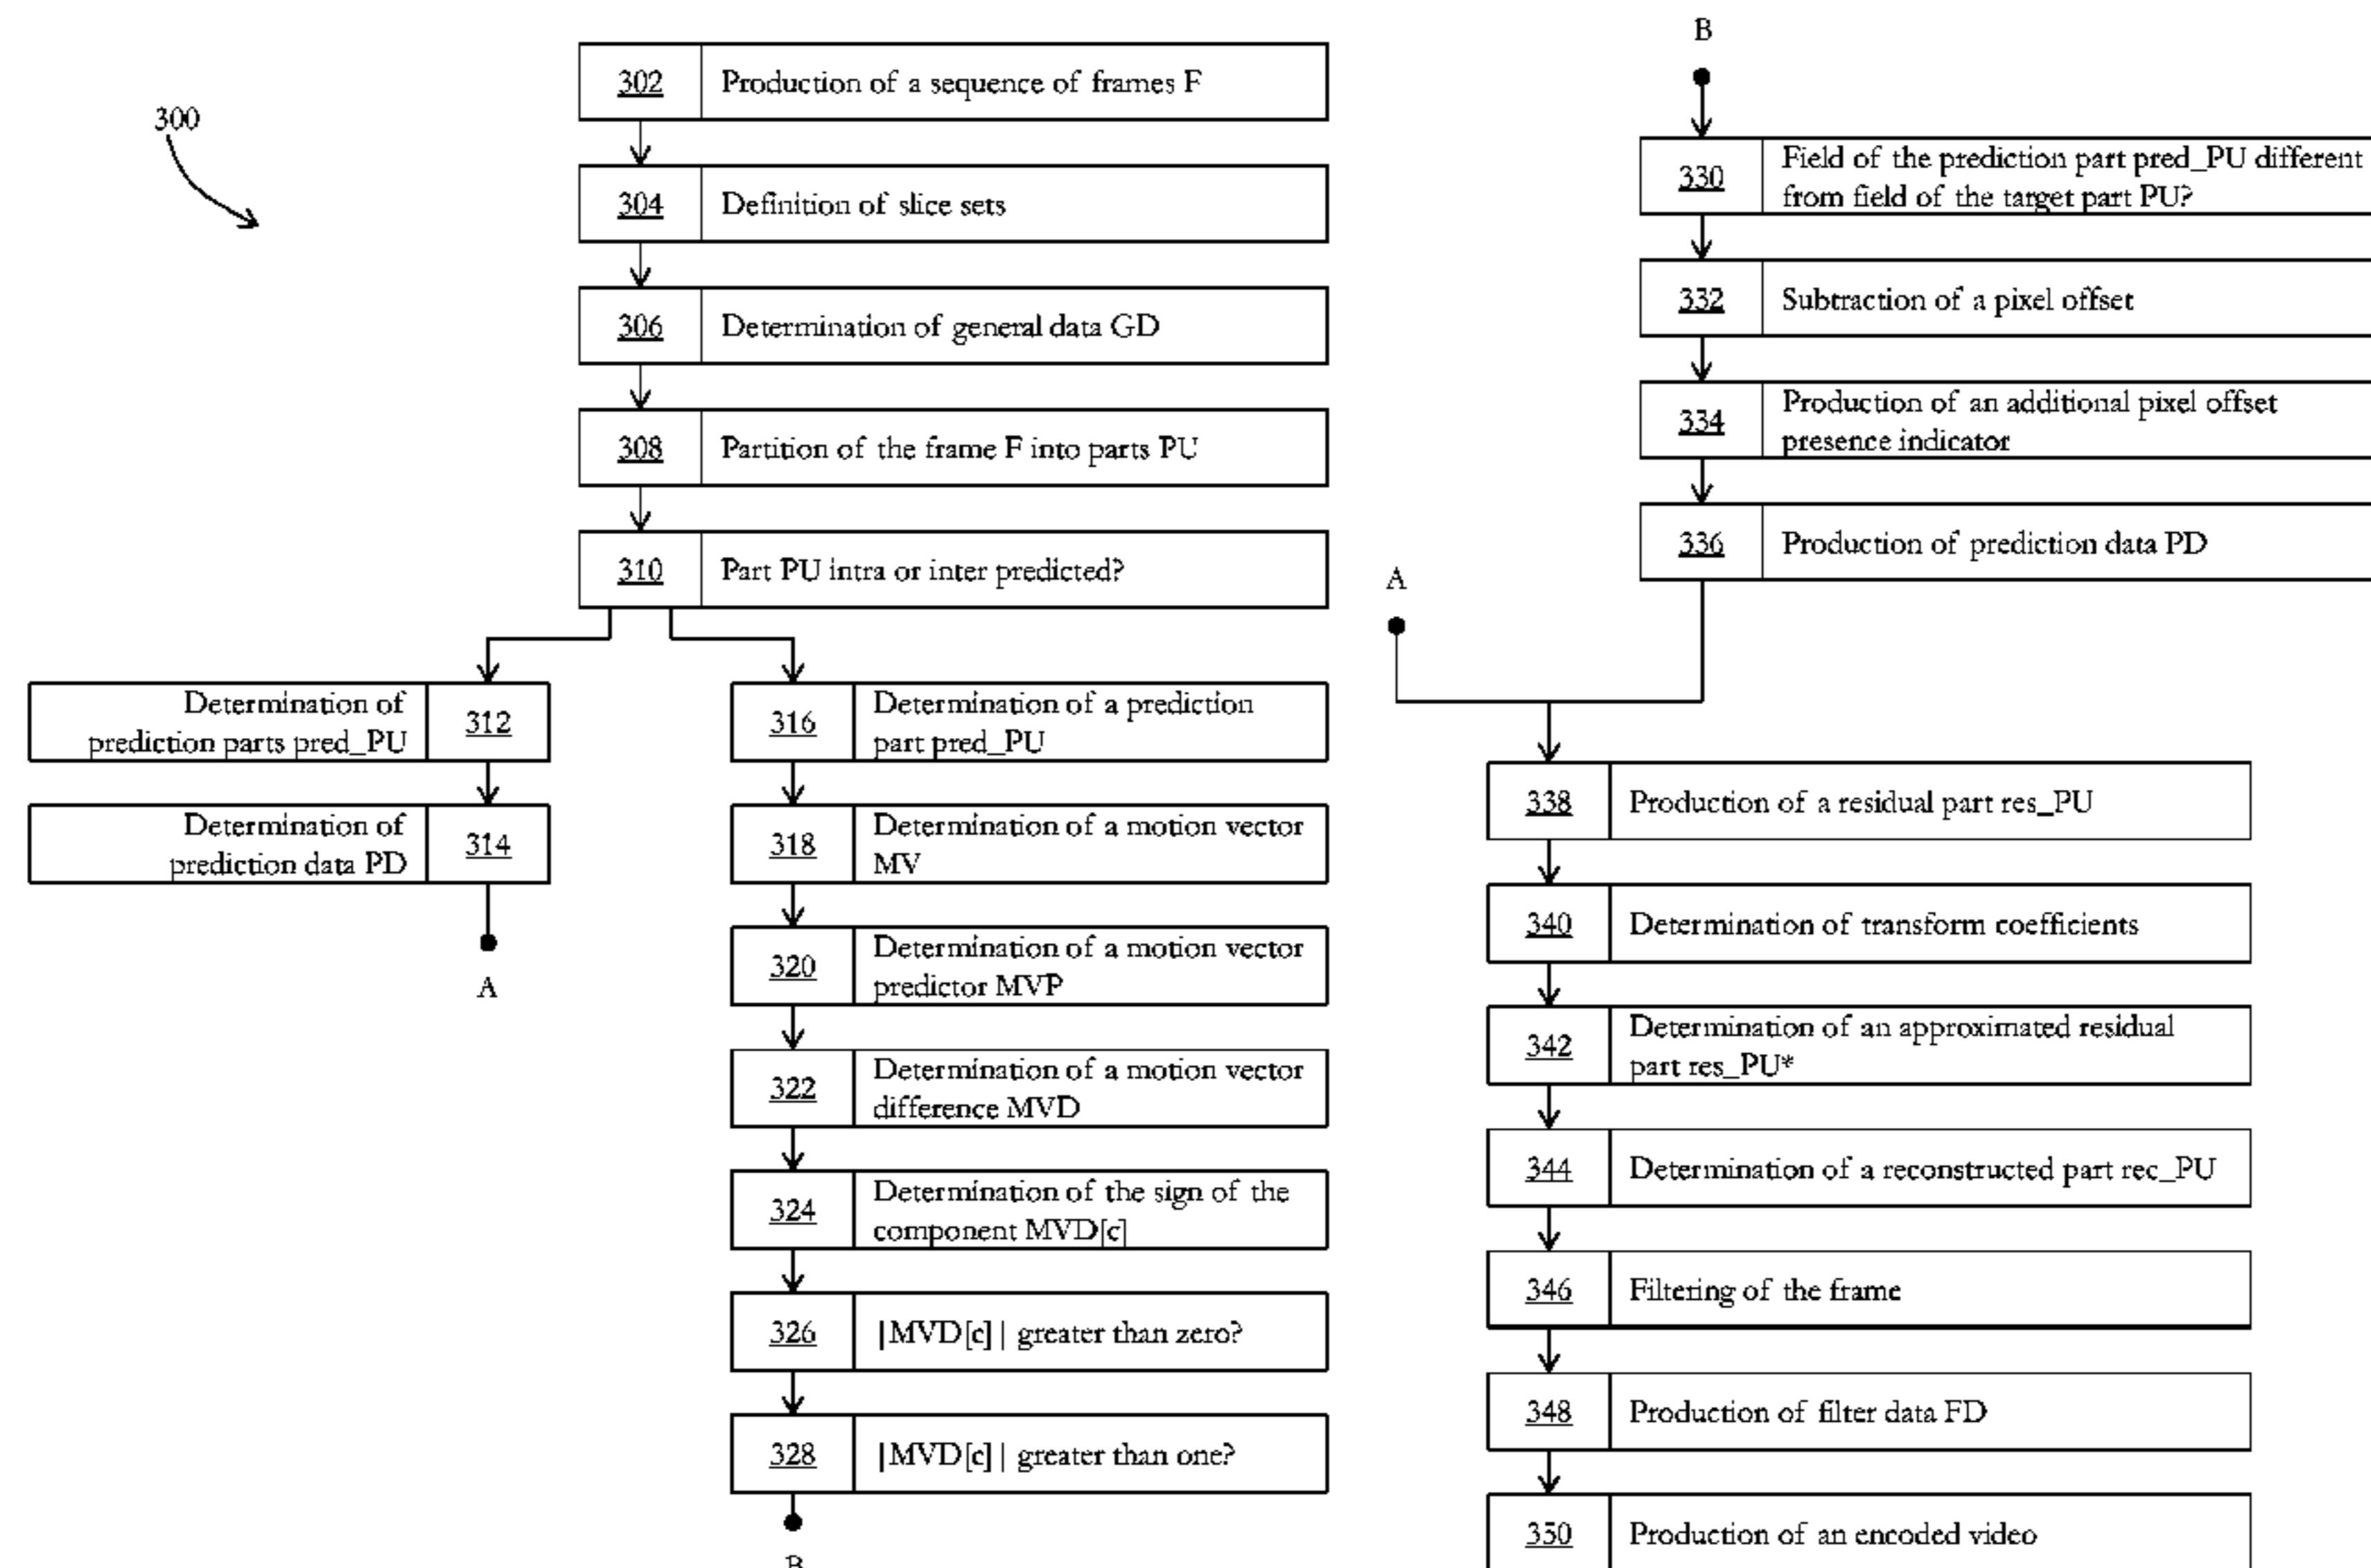 300
302 Production of a sequence of frames F
304 Definition of slice sets
306 Determination of general data GD
308 Partition of the frame F into parts PU
310 Part PU intra or inter predicted?
312 Determination of
prediction parts pred_PU
314 Determination of
prediction data PD
A
316 Determination of a prediction
part pred_PU
318 Determination of a motion vector
MV
320 Determination of a motion vector
predictor MVP
322 Determination of a motion vector
difference MVD
324 Determination of the sign of the
component MVD[c]
326 |MVD[c]| greater than zero?
328 |MVD[c]| greater than one?
B
B
330 Field of the prediction part pred_PU different
from field of the target part PU?
332 Subtraction of a pixel offset
334 Production of an additional pixel offset
presence indicator
336 Production of prediction data PD
A
338 Production of a residual part res_PU
340 Determination of transform coefficients
342 Determination of an approximated residual
part res_PU*
344 Determination of a reconstructed part rec_PU
346 Filtering of the frame
348 Production of filter data FD
350 Production of an encoded video